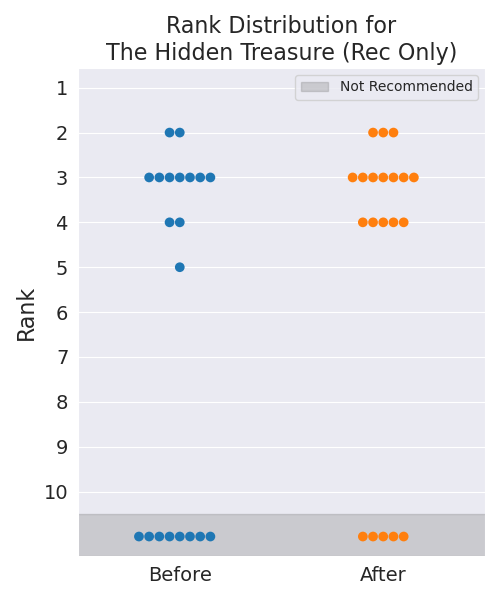 Rank Distribution for
The Hidden Treasure (Rec Only)
Not Recommended
Rank
1
2
3
4
5
6
7
8
9
10
Before
After